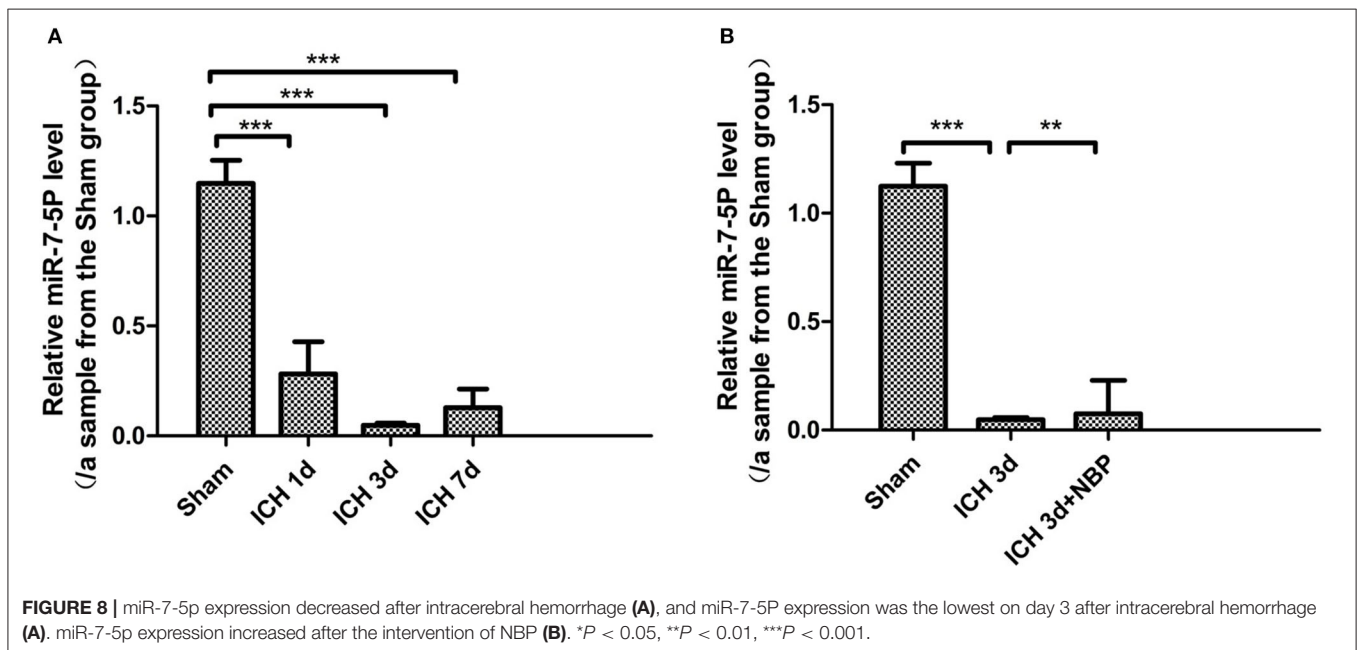 A
***
***
***
Relative miR-7-5P level
(/a sample from the Sham group)
1.5
1.0
0.5
0.0
Sham
ICH 1d
ICH 3d
ICH 7d
B
***
**
Relative miR-7-5P level
(/a sample from the Sham group)
1.5
1.0
0.5
0.0
Sham
ICH 3d
ICH 3d+NBP
FIGURE 8 | miR-7-5p expression decreased after intracerebral hemorrhage (A), and miR-7-5P expression was the lowest on day 3 after intracerebral hemorrhage
(A). miR-7-5p expression increased after the intervention of NBP (B). *P < 0.05, **P < 0.01, ***P < 0.001.